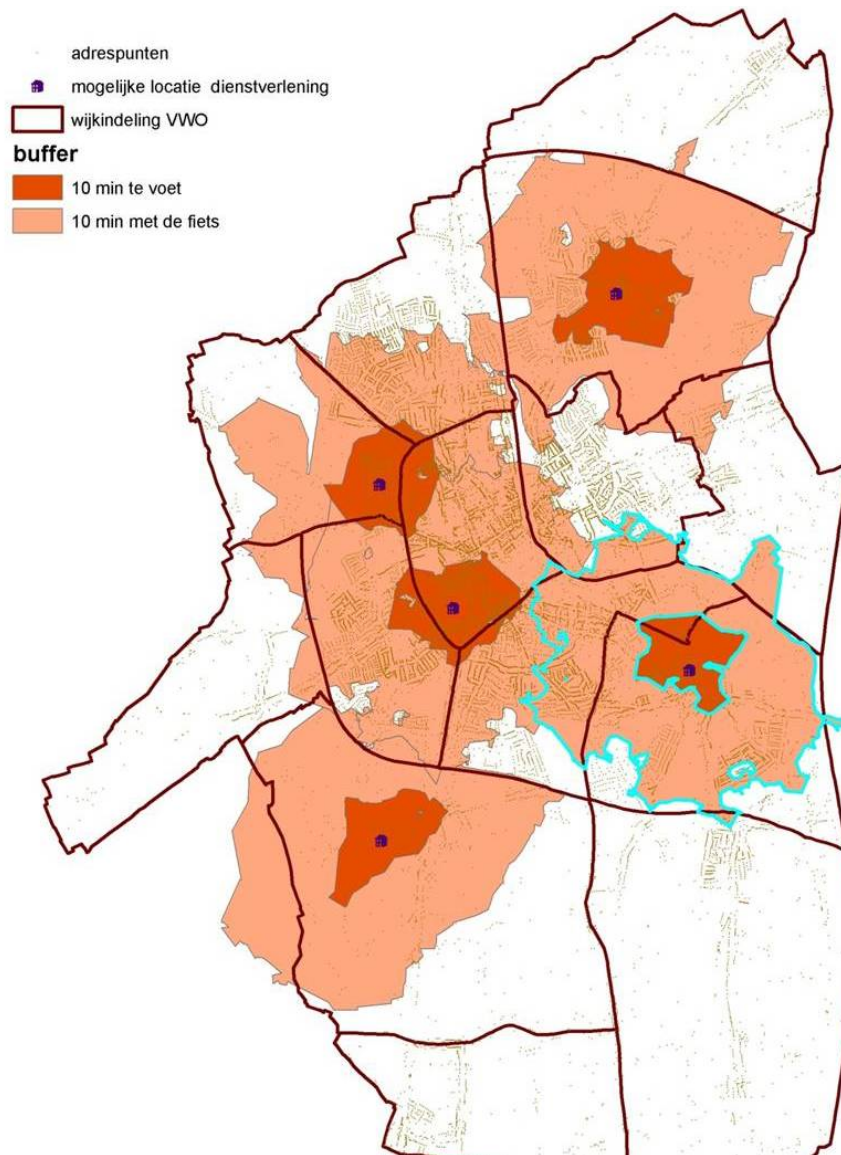 adrespunten
mogelijke locatie dienstverlening
wijkindeling VWO
buffer
10 min te voet
10 min met de fiets